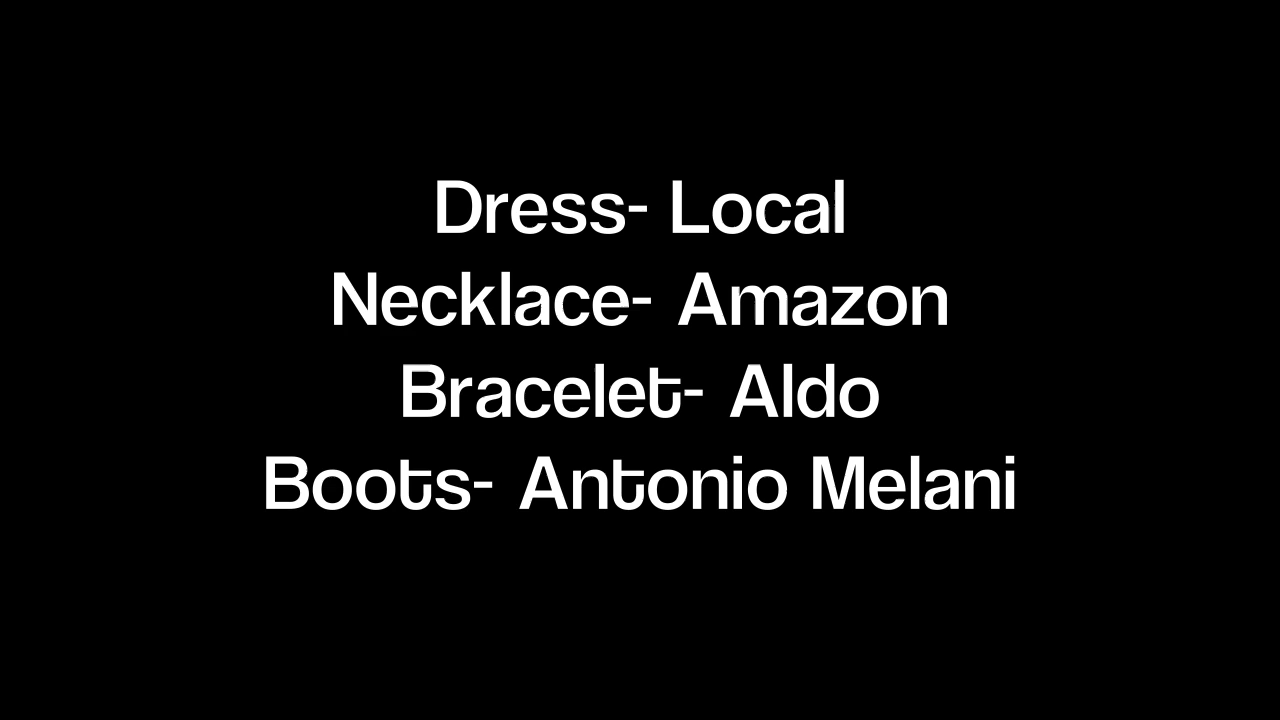 Dress- Local
Necklace- Amazon
Bracelet- Aldo
Boots- Antonio Melani